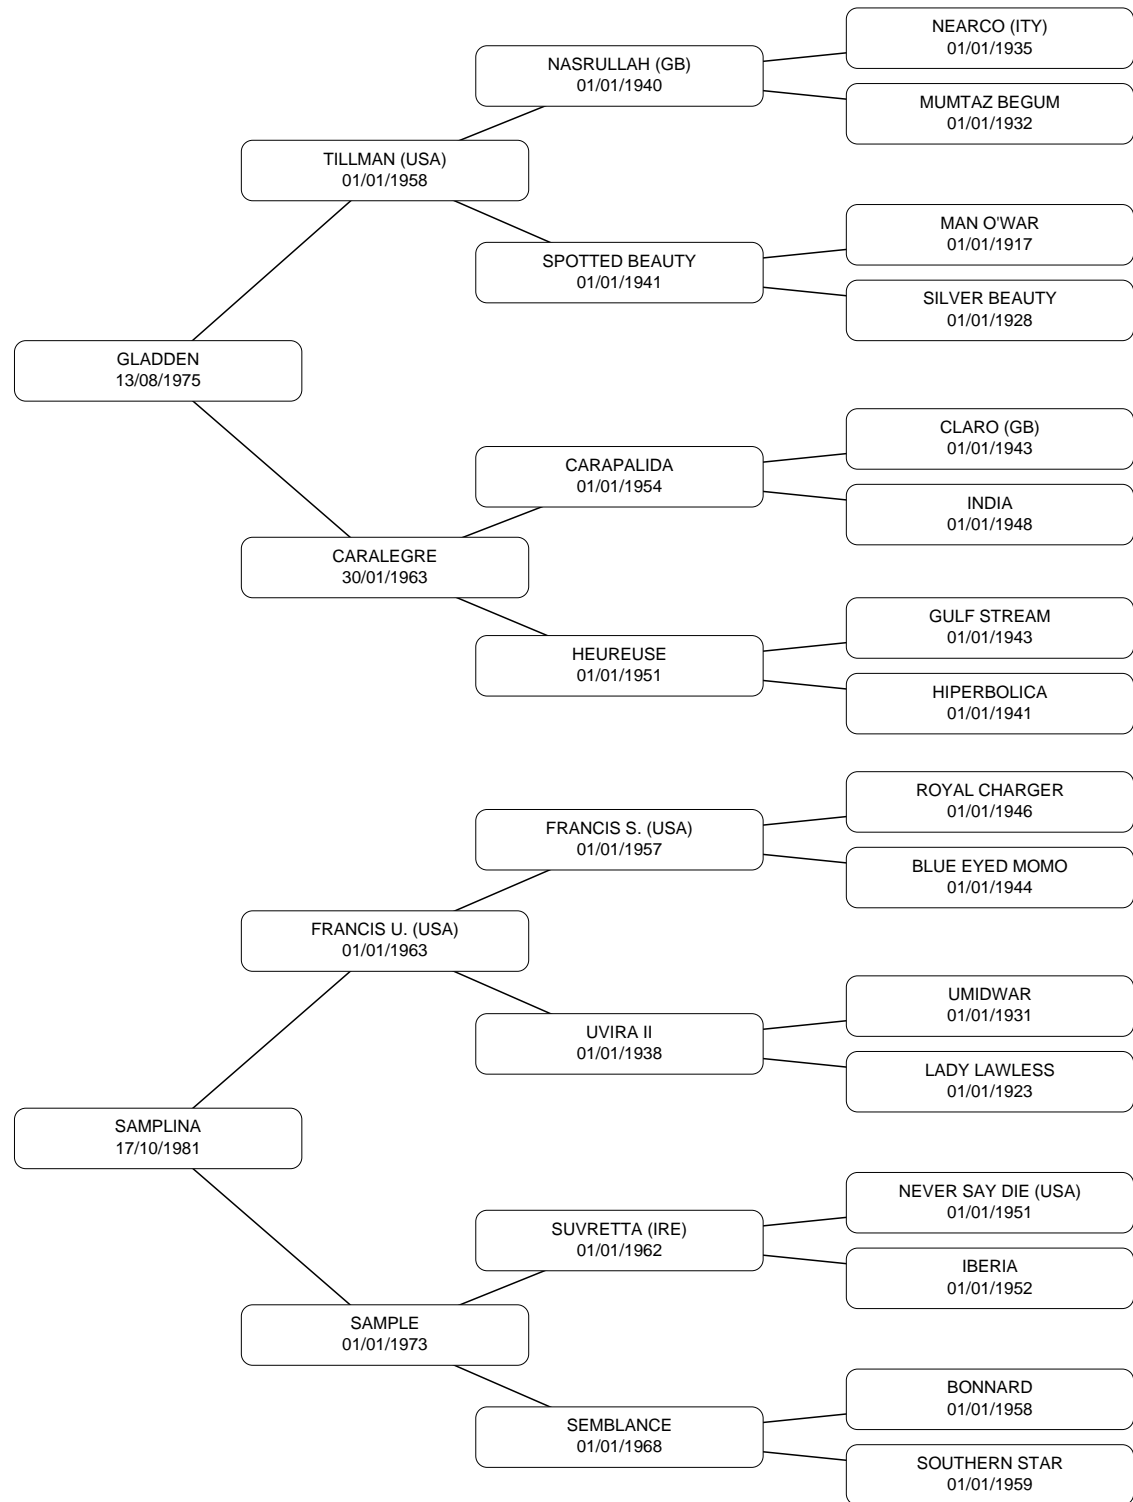 NEARCO (ITY)
01/01/1935
NASRULLAH (GB)
01/01/1940
MUMTAZ BEGUM
01/01/1932
TILLMAN (USA)
01/01/1958
MAN O'WAR
01/01/1917
SPOTTED BEAUTY
01/01/1941
SILVER BEAUTY
01/01/1928
GLADDEN
13/08/1975
CLARO (GB)
01/01/1943
CARAPALIDA
01/01/1954
INDIA
01/01/1948
CARALEGRE
30/01/1963
GULF STREAM
01/01/1943
HEUREUSE
01/01/1951
HIPERBOLICA
01/01/1941
ROYAL CHARGER
01/01/1946
FRANCIS S. (USA)
01/01/1957
BLUE EYED MOMO
01/01/1944
FRANCIS U. (USA)
01/01/1963
UMIDWAR
01/01/1931
UVIRA II
01/01/1938
LADY LAWLESS
01/01/1923
SAMPLINA
17/10/1981
NEVER SAY DIE (USA)
01/01/1951
SUVRETTA (IRE)
01/01/1962
IBERIA
01/01/1952
SAMPLE
01/01/1973
BONNARD
01/01/1958
SEMBLANCE
01/01/1968
SOUTHERN STAR
01/01/1959